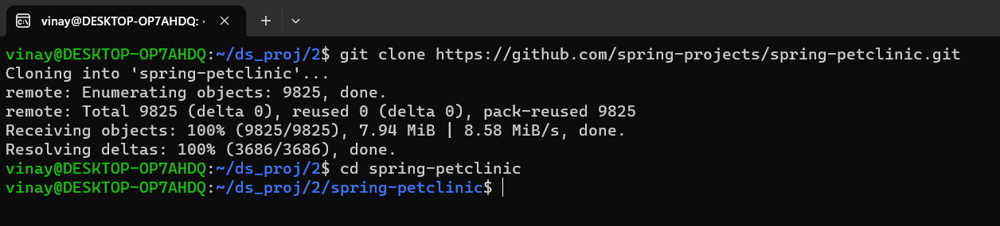 vinay@DESKTOP-OP7AHDQ: ~
vinay@DESKTOP-OP7AHDQ:~/ds_proj/2$ git clone https://github.com/spring-projects/spring-petclinic.git
Cloning into 'spring-petclinic'...
remote: Enumerating objects: 9825, done.
remote: Total 9825 (delta 0), reused 0 (delta 0), pack-reused 9825
Receiving objects: 100% (9825/9825), 7.94 MiB | 8.58 MiB/s, done.
Resolving deltas: 100% (3686/3686), done.
vinay@DESKTOP-OP7AHDQ:~/ds_proj/2$ cd spring-petclinic
vinay@DESKTOP-OP7AHDQ:~/ds_proj/2/spring-petclinic$